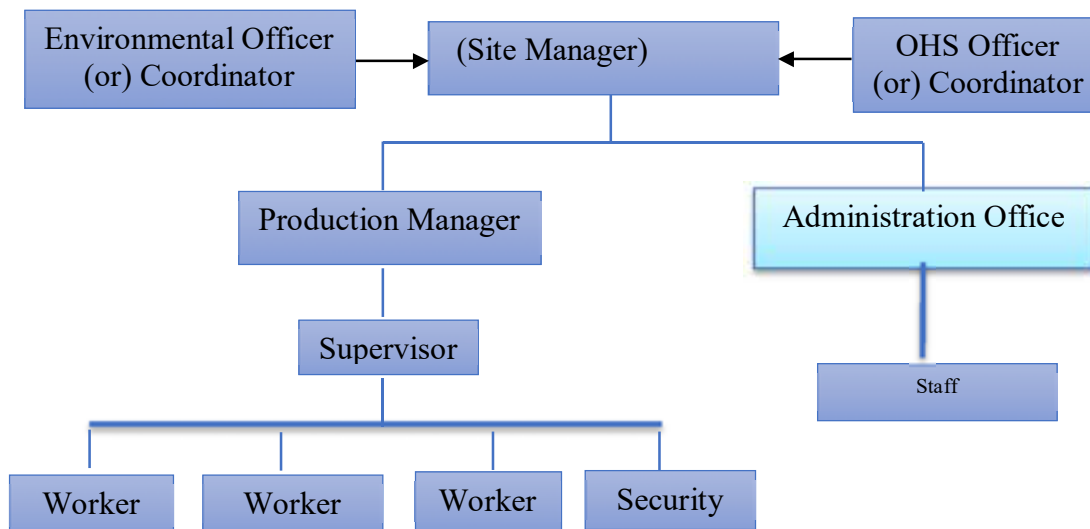 Environmental Officer
(or) Coordinator
(Site Manager)
OHS Officer
(or) Coordinator
Production Manager
Administration Office
Supervisor
Staff
Worker
Worker
Worker
Security